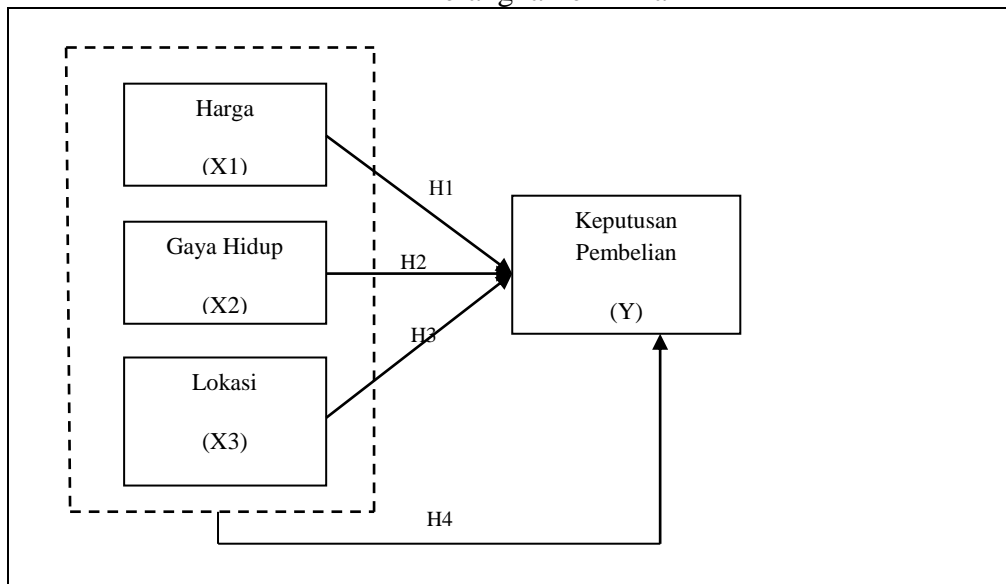 Harga
(X1)
H1
Gaya Hidup
(X2)
H2
Keputusan
Pembelian
(Y)
H3
Lokasi
(X3)
H4